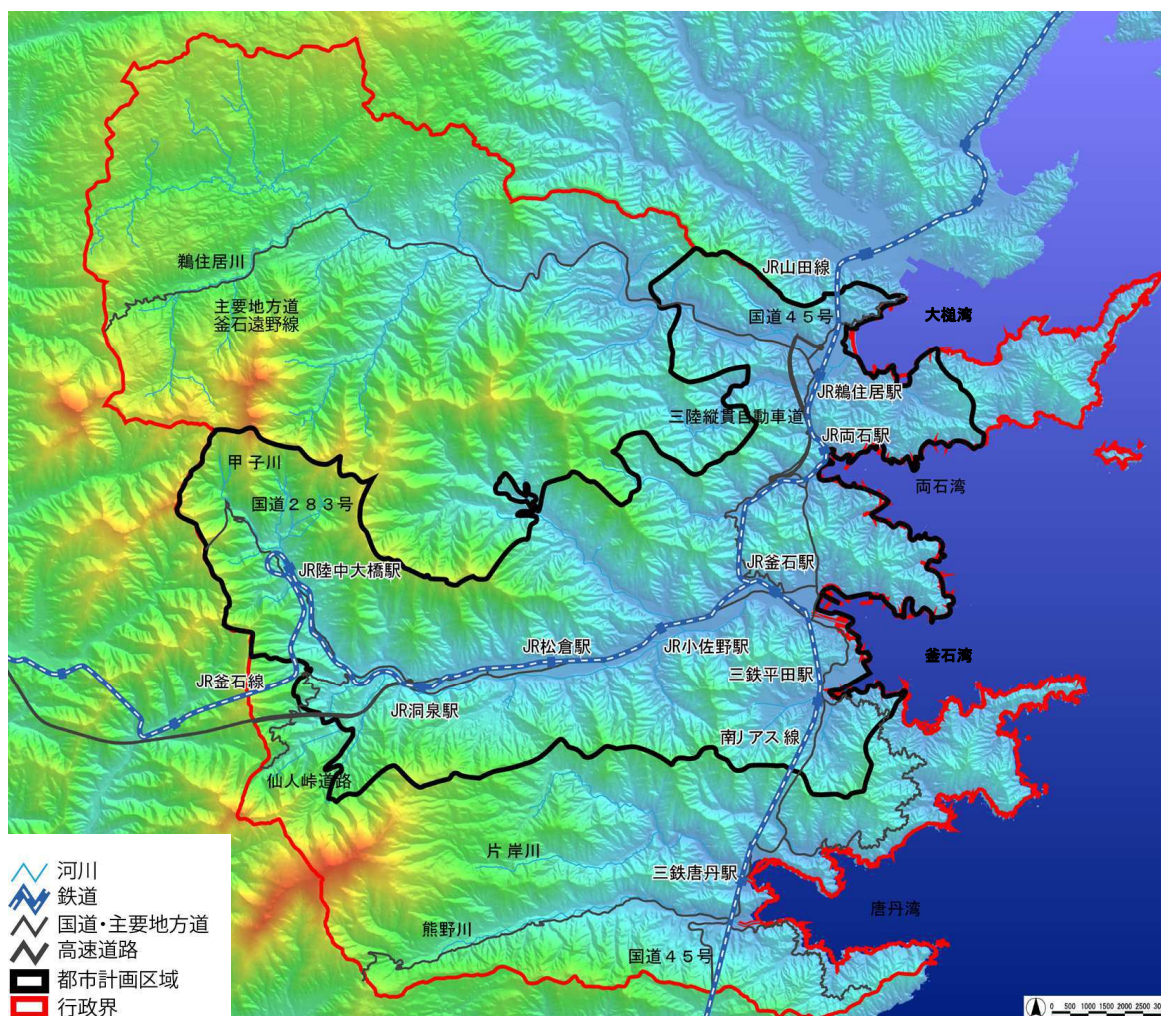 JR山田線
鵜住居川
主要地方道
釜石遠野線
国道45号
大槌湾
JR鵜住居駅
三陸縦貫自動車道
JR両石駅
甲子川
両石湾
国道283号
JR釜石駅
JR陸中大橋駅
JR松倉駅
JR小佐野駅
釜石湾
三鉄平田駅
JR釜石線
JR洞泉駅
南リアス線
仙人峠道路
片岸川
三鉄唐丹駅
唐丹湾
熊野川
国道45号
河川
鉄道
国道・主要地方道
高速道路
都市計画区域
行政界
0 500 1000 1500 2000 2500 30